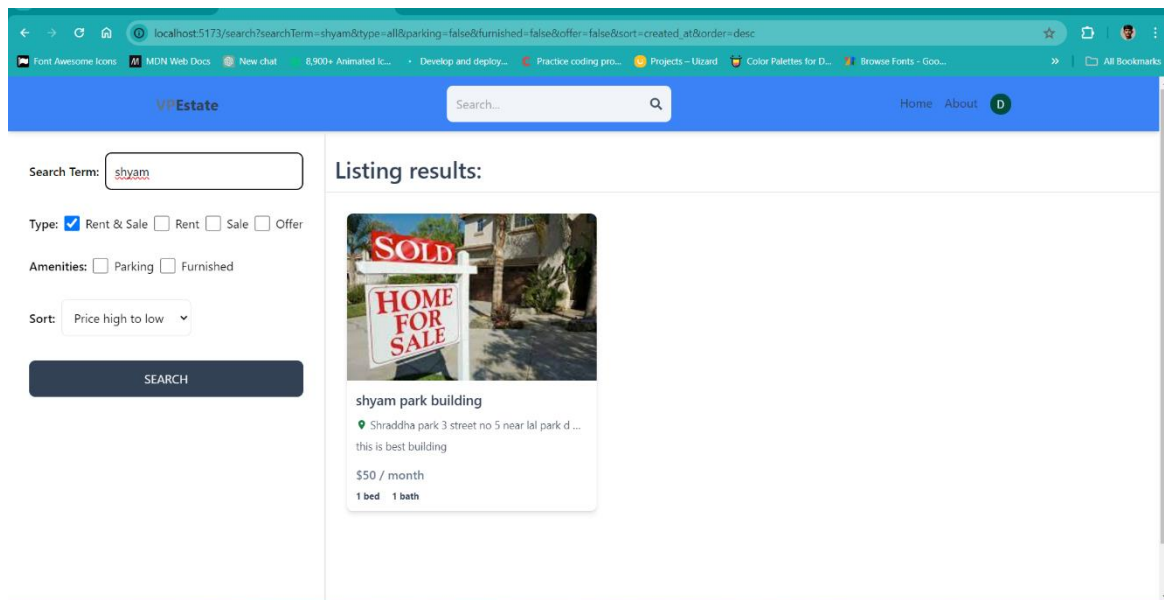 localhost:5173/search?searchTerm=shyam&type=all&parking=false&furnished=false&offer=false&sort=created_at&order=desc
Font Awesome Icons M MDN Web Docs New chat 8,900+ Animated Ic... Develop and deploy... Practice coding pro... Projects – Uizard Color Palettes for D... Browse Fonts - Goo... » All Bookmarks
VPEstate Search... Home About D
Search Term: shyam
Type: Rent & Sale Rent Sale Offer
Amenities: Parking Furnished
Sort: Price high to low
SEARCH
Listing results:
SOLD
HOME
FOR
SALE
shyam park building
Shraddha park 3 street no 5 near lal park d ...
this is best building
$50 / month
1 bed 1 bath